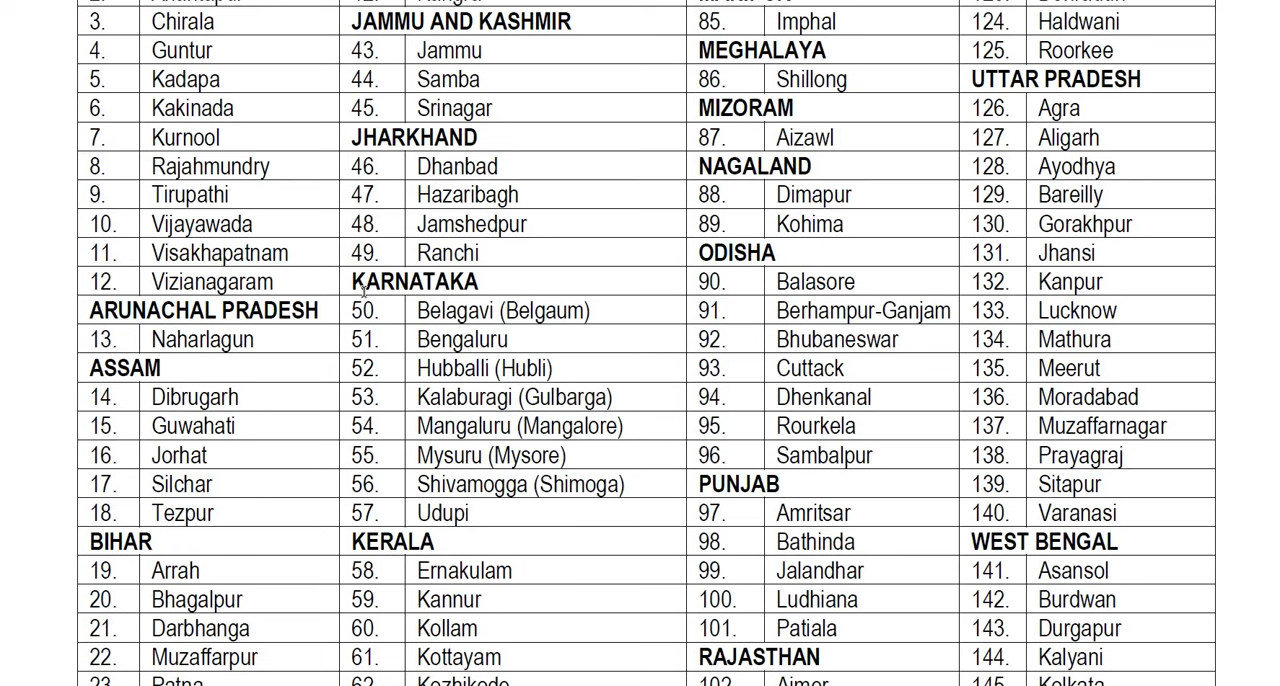 3. Chirala
4. Guntur
5. Kadapa
6. Kakinada
7. Kurnool
8. Rajahmundry
9. Tirupathi
10. Vijayawada
11. Visakhapatnam
12. Vizianagaram
ARUNACHAL PRADESH
13. Naharlagun
ASSAM
14. Dibrugarh
15. Guwahati
16. Jorhat
17. Silchar
18. Tezpur
BIHAR
19. Arrah
20. Bhagalpur
21. Darbhanga
22. Muzaffarpur
23. Patna
JAMMU AND KASHMIR
43. Jammu
44. Samba
45. Srinagar
JHARKHAND
46. Dhanbad
47. Hazaribagh
48. Jamshedpur
49. Ranchi
KARNATAKA
50. Belagavi (Belgaum)
51. Bengaluru
52. Hubballi (Hubli)
53. Kalaburagi (Gulbarga)
54. Mangaluru (Mangalore)
55. Mysuru (Mysore)
56. Shivamogga (Shimoga)
57. Udupi
KERALA
58. Ernakulam
59. Kannur
60. Kollam
61. Kottayam
62. Kozhikode
85. Imphal
MEGHALAYA
86. Shillong
MIZORAM
87. Aizawl
NAGALAND
88. Dimapur
89. Kohima
ODISHA
90. Balasore
91. Berhampur-Ganjam
92. Bhubaneswar
93. Cuttack
94. Dhenkanal
95. Rourkela
96. Sambalpur
PUNJAB
97. Amritsar
98. Bathinda
99. Jalandhar
100. Ludhiana
101. Patiala
RAJASTHAN
102. Ajmer
124. Haldwani
125. Roorkee
UTTAR PRADESH
126. Agra
127. Aligarh
128. Ayodhya
129. Bareilly
130. Gorakhpur
131. Jhansi
132. Kanpur
133. Lucknow
134. Mathura
135. Meerut
136. Moradabad
137. Muzaffarnagar
138. Prayagraj
139. Sitapur
140. Varanasi
WEST BENGAL
141. Asansol
142. Burdwan
143. Durgapur
144. Kalyani
145. Kolkata